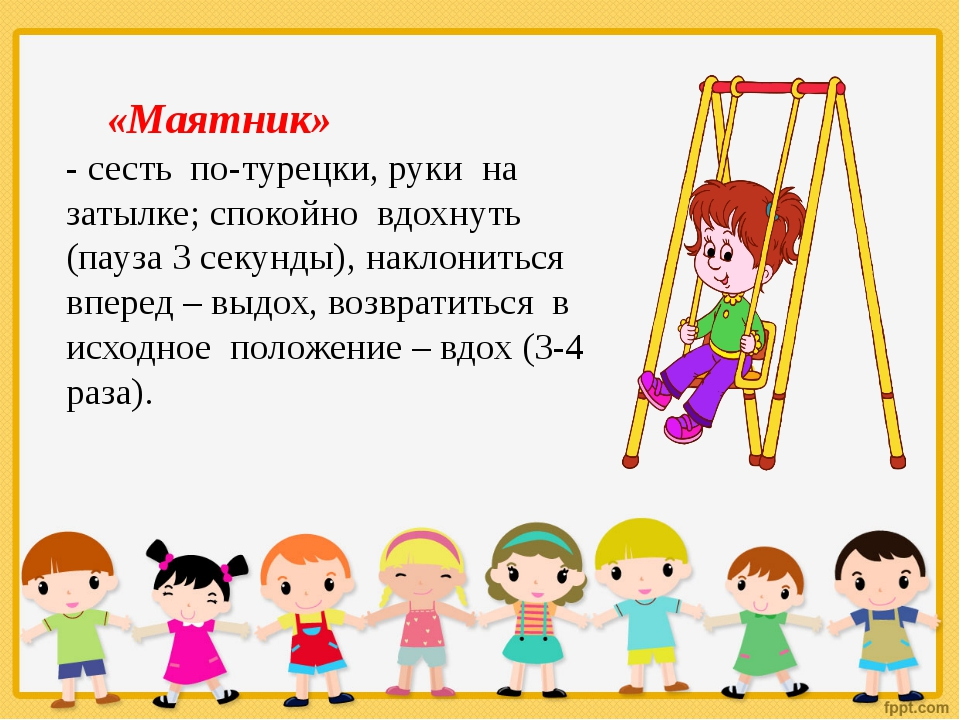 «Маятник»
- сесть по-турецки, руки на
затылке; спокойно вдохнуть
(пауза 3 секунды), наклониться
вперед – выдох, возвратиться в
исходное положение – вдох (3-4
раза).
fppt.com